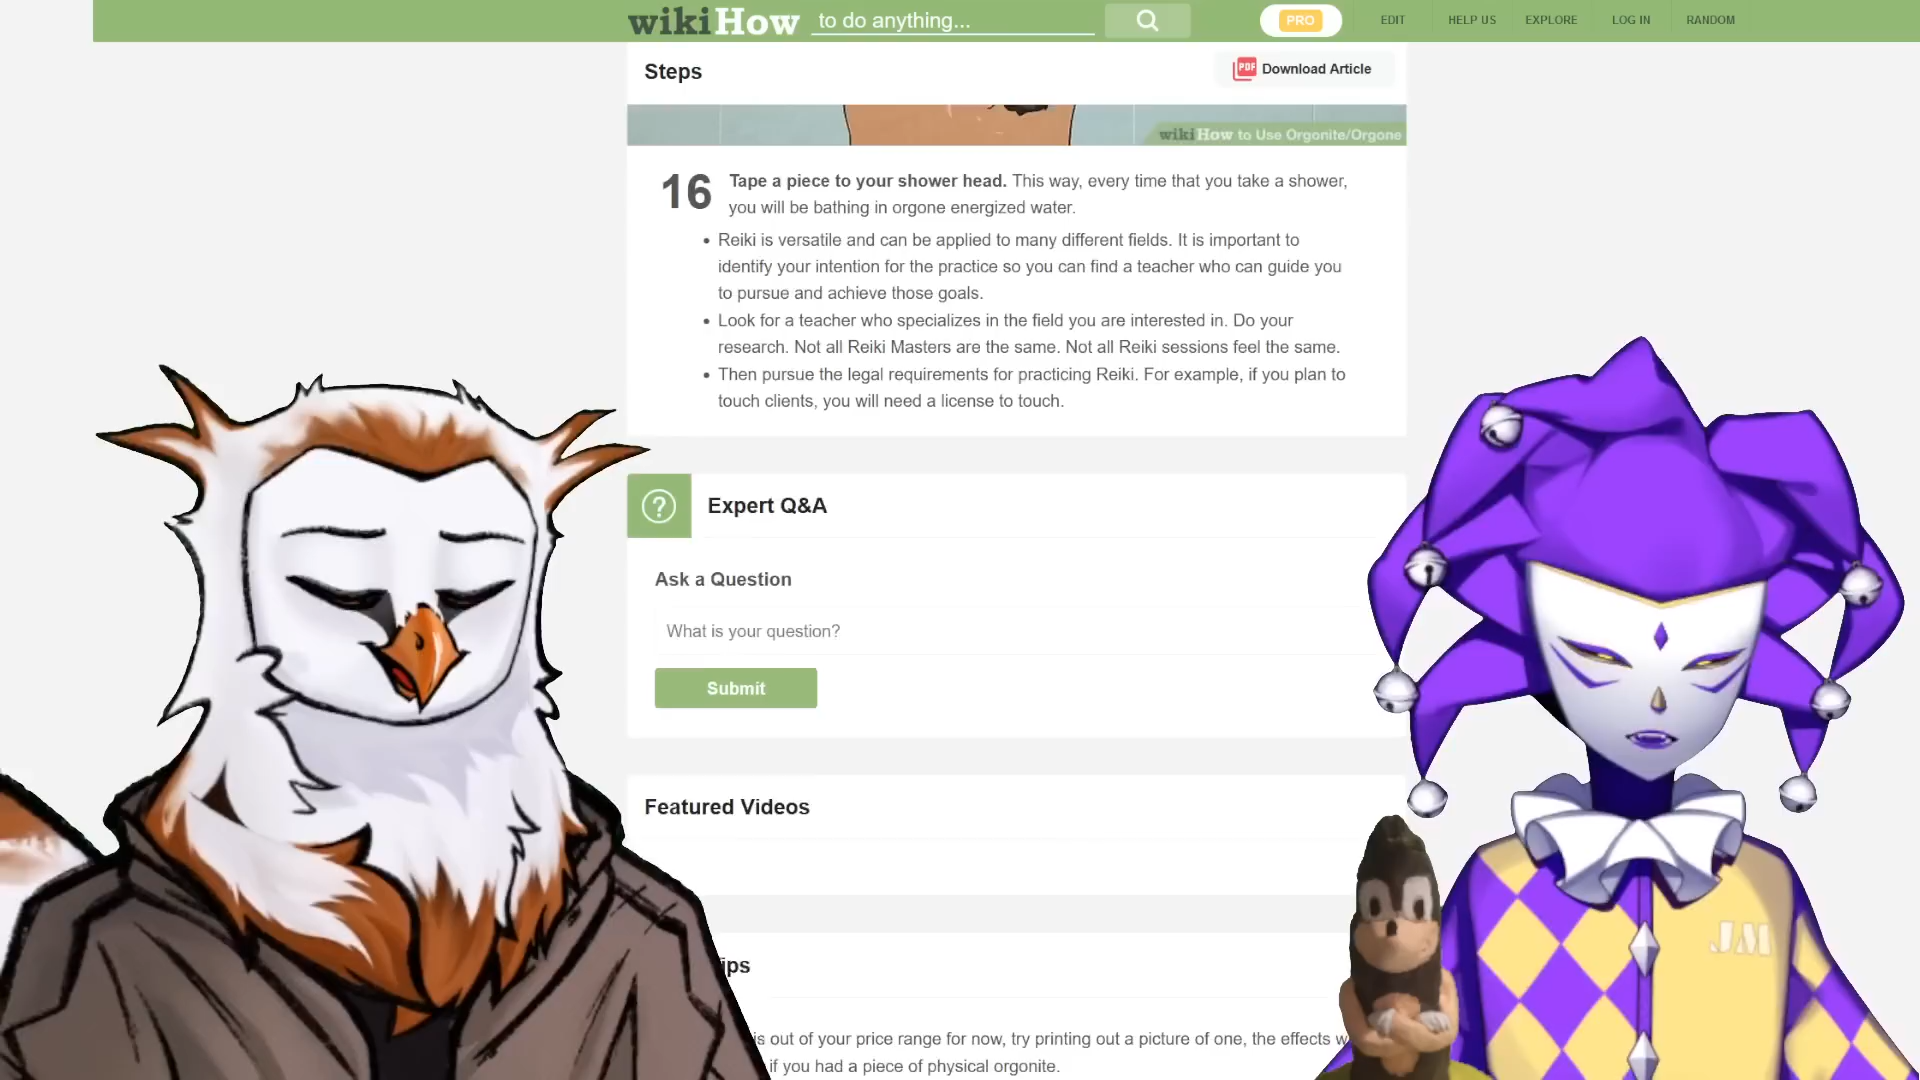 wikiHow to do anything... PRO EDIT HELP US EXPLORE LOG IN RANDOM
Steps
PDF Download Article
wikiHow to Use Orgonite/Orgone
16 Tape a piece to your shower head. This way, every time that you take a shower,
you will be bathing in orgone energized water.
• Reiki is versatile and can be applied to many different fields. It is important to
identify your intention for the practice so you can find a teacher who can guide you
to pursue and achieve those goals.
• Look for a teacher who specializes in the field you are interested in. Do your
research. Not all Reiki Masters are the same. Not all Reiki sessions feel the same.
• Then pursue the legal requirements for practicing Reiki. For example, if you plan to
touch clients, you will need a license to touch.
? Expert Q&A
Ask a Question
What is your question?
Submit
Featured Videos
JM
ips
is out of your price range for now, try printing out a picture of one, the effects w
if you had a piece of physical orgonite.